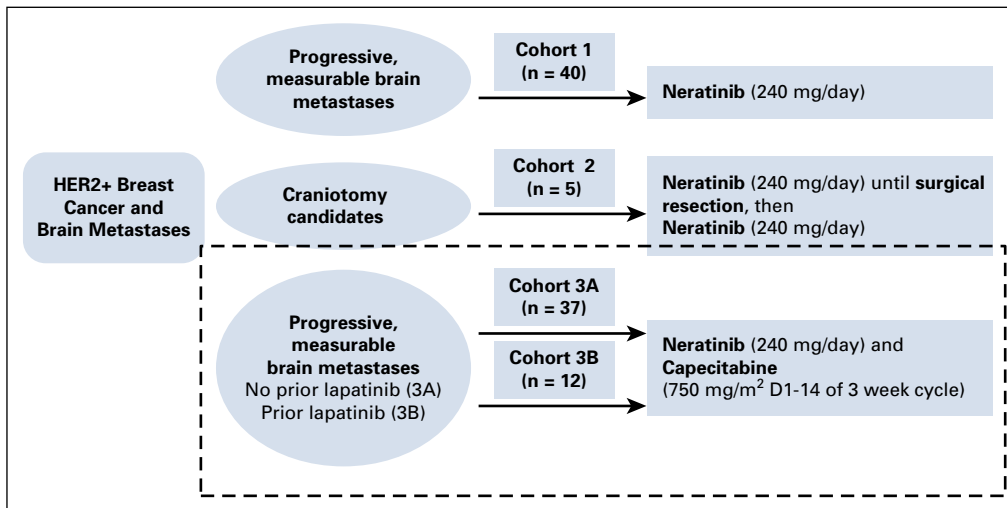 HER2+ Breast
Cancer and
Brain Metastases
Progressive,
measurable brain
metastases
Cohort 1
(n = 40)
Neratinib (240 mg/day)
Craniotomy
candidates
Cohort 2
(n = 5)
Neratinib (240 mg/day) until surgical
resection, then
Neratinib (240 mg/day)
Progressive,
measurable
brain metastases
No prior lapatinib (3A)
Prior lapatinib (3B)
Cohort 3A
(n = 37)
Cohort 3B
(n = 12)
Neratinib (240 mg/day) and
Capecitabine
(750 mg/m² D1-14 of 3 week cycle)